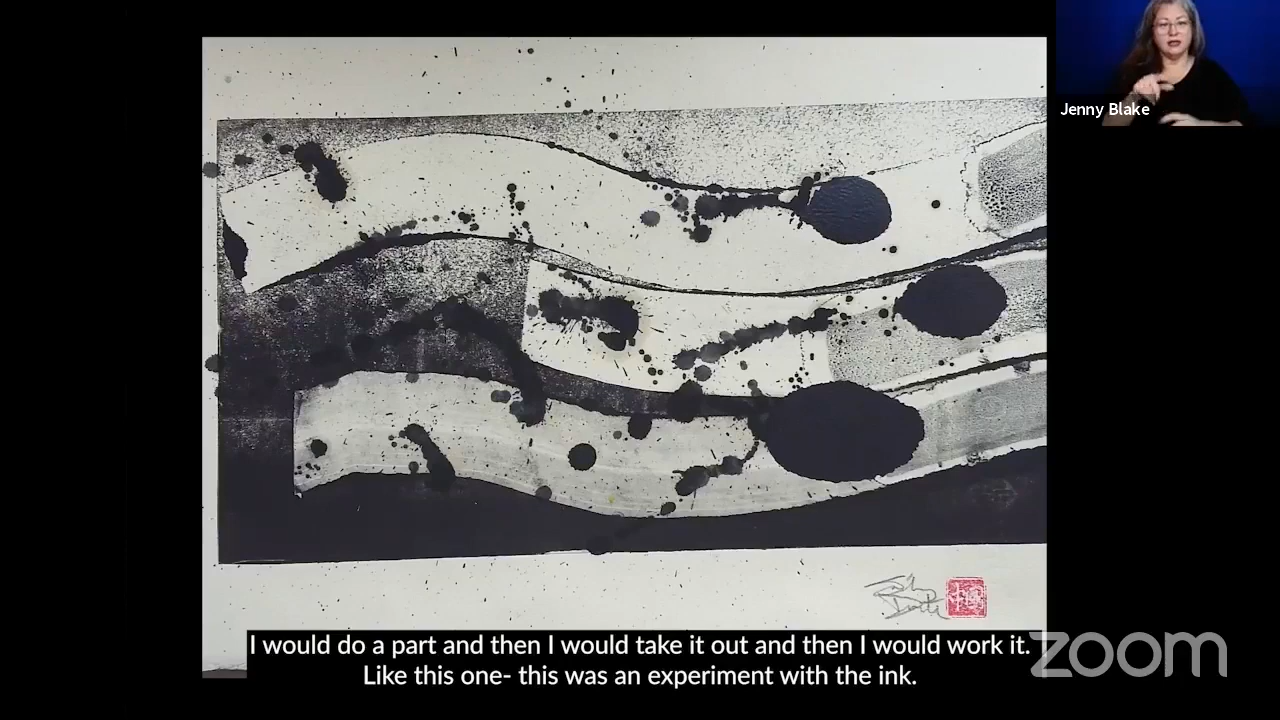 Jenny Blake
I would do a part and then I would take it out and then I would work it.
Like this one- this was an experiment with the ink.
zoom